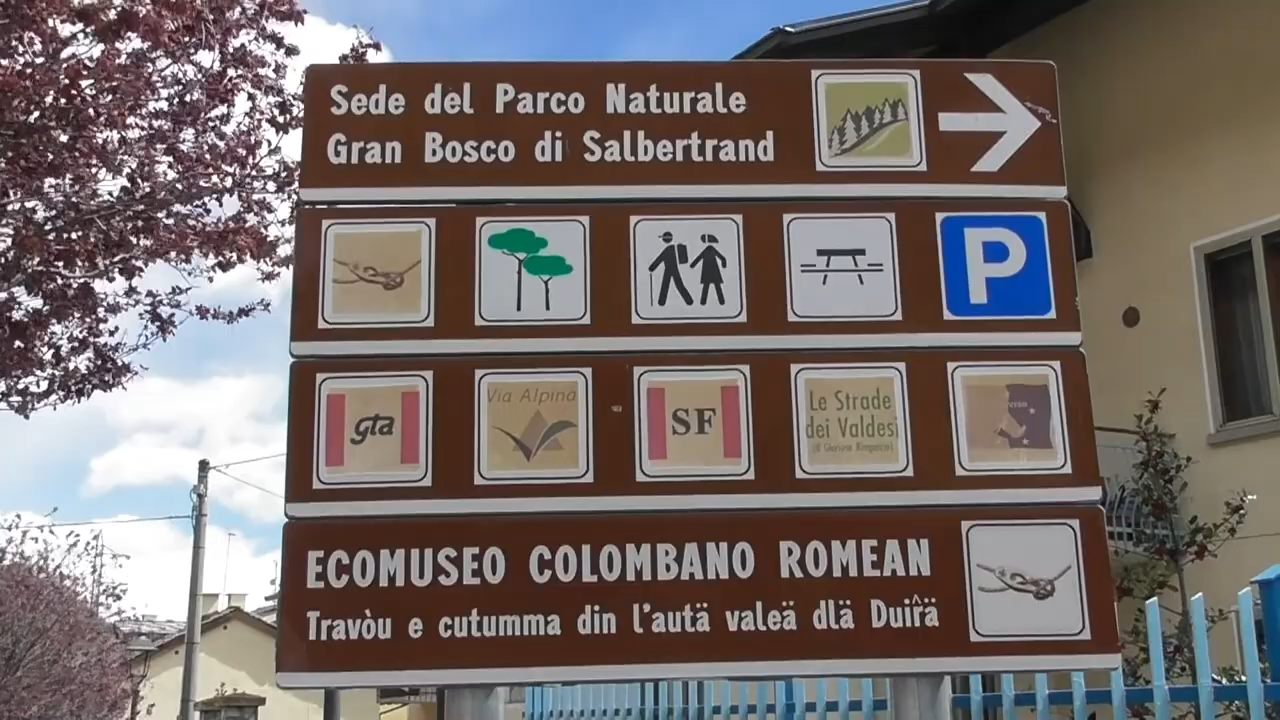 Sede del Parco Naturale
Gran Bosco di Salbertrand
P
gta
Via Alpina
SF
Le Strade
dei Valdesi
ECOMUSEO COLOMBANO ROMEAN
Travòu e cutumma din l'autä valeä dlä Duir̂ä